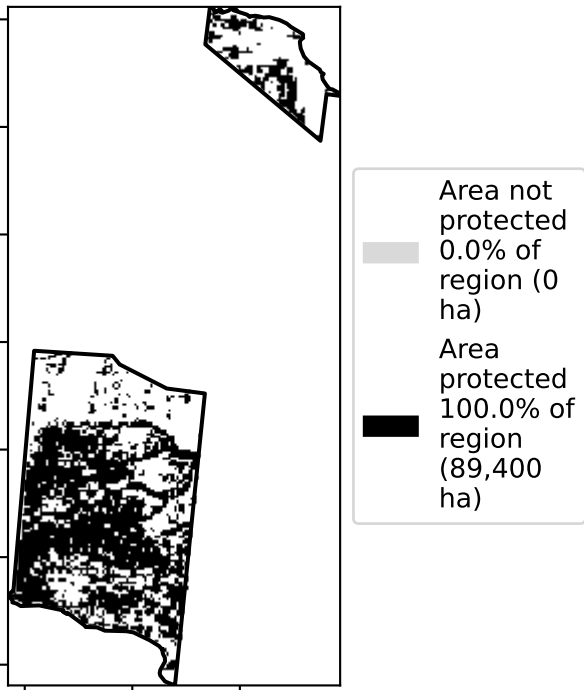 Area not
protected
0.0% of
region (0
ha)
Area
protected
100.0% of
region
(89,400
ha)